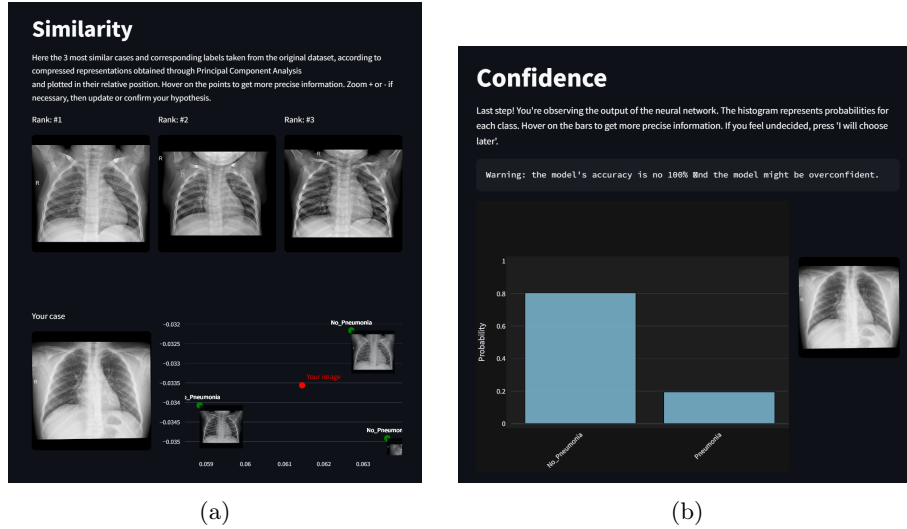 Similarity
Here the 3 most similar cases and corresponding labels taken from the original dataset, according to
compressed representations obtained through Principal Component Analysis
and plotted in their relative position. Hover on the points to get more precise information. Zoom + or - if
necessary, then update or confirm your hypothesis.
Rank: #1 Rank: #2 Rank: #3
R R R
Your case
R
−0.032
−0.0325
−0.033
−0.0335
−0.034
−0.0345
−0.035
No_Pneumonia
Your image
o_Pneumonia
No_Pneumon
0.059 0.06 0.061 0.062 0.063
(a)
Confidence
Last step! You're observing the output of the neural network. The histogram represents probabilities for
each class. Hover on the bars to get more precise information. If you feel undecided, press 'I will choose
later'.
Warning: the model's accuracy is no 100% nd the model might be overconfident.
Probability
1
0.8
0.6
0.4
0.2
0
No_Pneumonia
Pneumonia
R
(b)